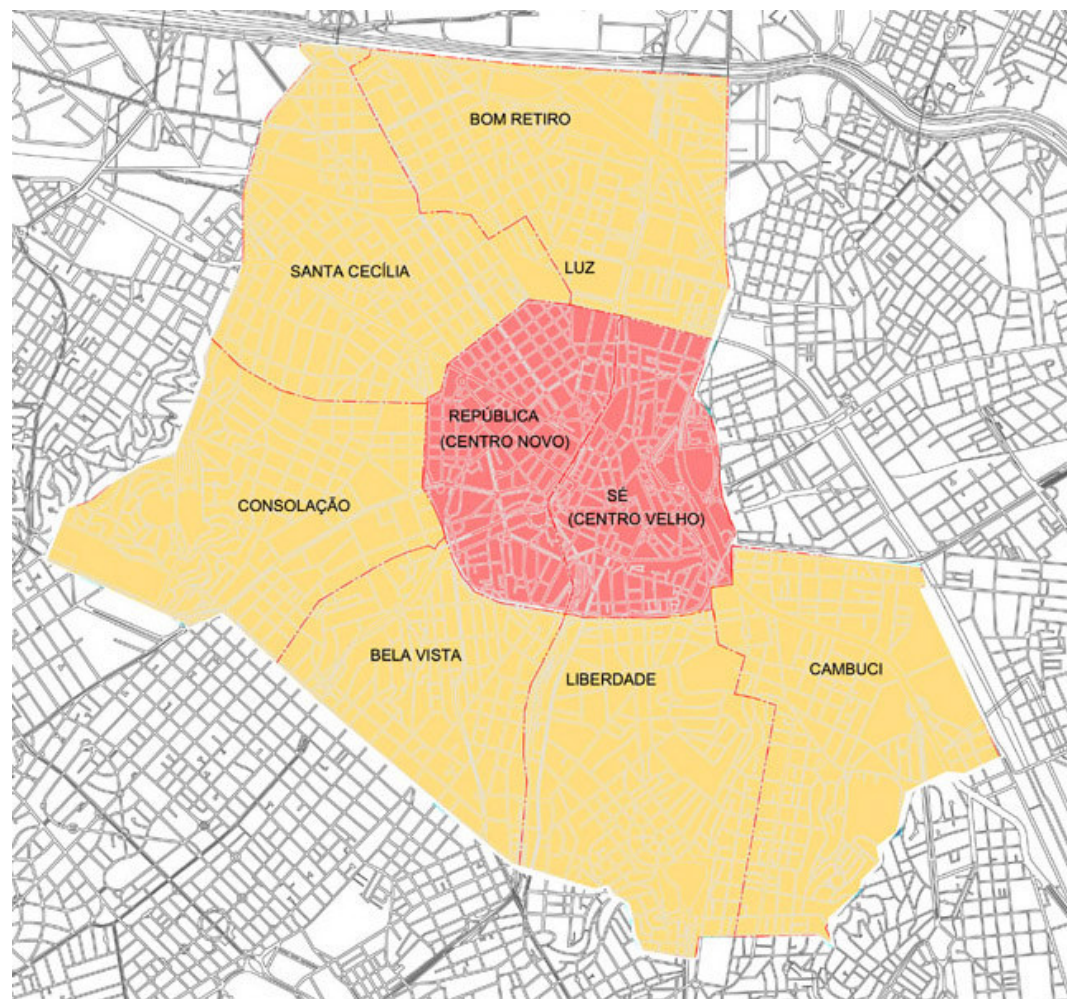 BOM RETIRO
SANTA CECÍLIA
LUZ
REPÚBLICA
(CENTRO NOVO)
CONSOLAÇÃO
SÉ
(CENTRO VELHO)
BELA VISTA
LIBERDADE
CAMBUCI